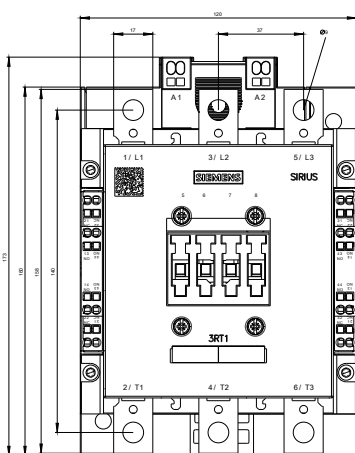 120
17
37
Ø9
A1
A2
1/ L1
3/ L2
5/ L3
SIEMENS
SIRIUS
5 6 7 8
173
160
158
140
3RT1
2/ T1
4/ T2
6/ T3